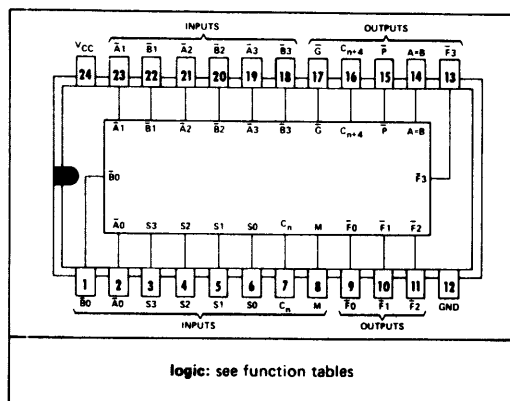 INPUTS OUTPUTS
VCC Ā1 B̄1 Ā2 B̄2 Ā3 B̄3 Ḡ Cn+4 P̄ A=B F̄3
24 23 22 21 20 19 18 17 16 15 14 13
Ā1 B̄1 Ā2 B̄2 Ā3 B̄3 Ḡ Cn+4 P̄ A=B
B̄0 F̄3
Ā0 S3 S2 S1 S0 Cn M F̄0 F̄1 F̄2
1 2 3 4 5 6 7 8 9 10 11 12
B̄0 Ā0 S3 S2 S1 S0 Cn M F̄0 F̄1 F̄2 GND
INPUTS OUTPUTS
logic: see function tables